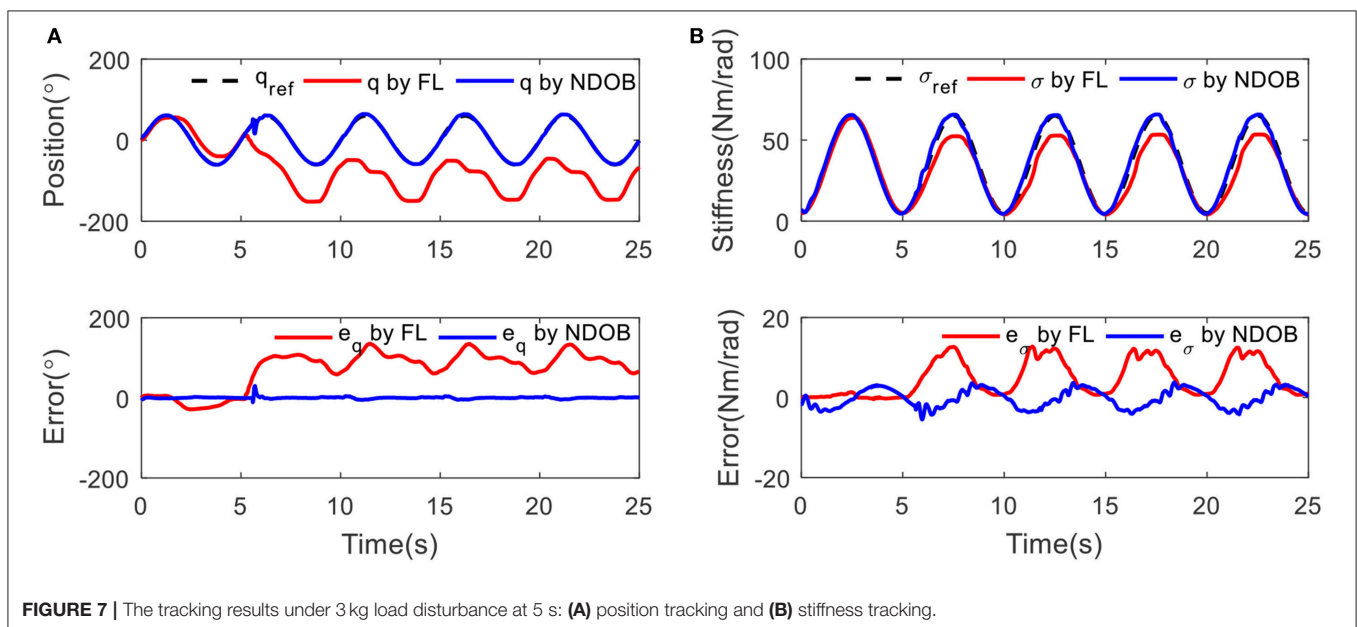 A
200
0
-200
Position(°)
q_ref q by FL q by NDOB
0 5 10 15 20 25
200
0
-200
Error(°)
e_q by FL e_q by NDOB
0 5 10 15 20 25
Time(s)
B
100
50
0
Stiffness(Nm/rad)
σ_ref σ by FL σ by NDOB
0 5 10 15 20 25
20
0
-20
Error(Nm/rad)
e_σ by FL e_σ by NDOB
0 5 10 15 20 25
Time(s)
FIGURE 7 | The tracking results under 3 kg load disturbance at 5 s: (A) position tracking and (B) stiffness tracking.